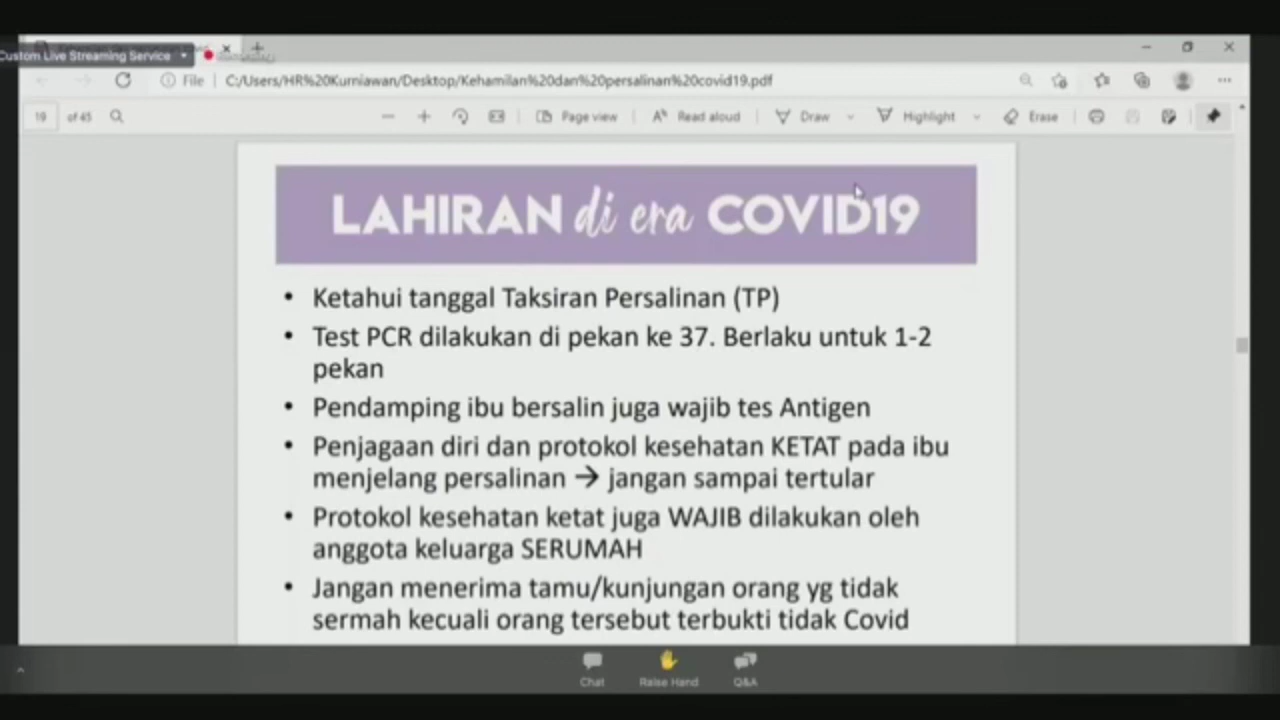 Custom Live Streaming Service
File C:/Users/HR%20Kurniawan/Desktop/Kehamilan%20dan%20persalinan%20covid19.pdf
19 of 45 Page view Read aloud Draw Highlight Erase
LAHIRAN di era COVID19
• Ketahui tanggal Taksiran Persalinan (TP)
• Test PCR dilakukan di pekan ke 37. Berlaku untuk 1-2
pekan
• Pendamping ibu bersalin juga wajib tes Antigen
• Penjagaan diri dan protokol kesehatan KETAT pada ibu
menjelang persalinan → jangan sampai tertular
• Protokol kesehatan ketat juga WAJIB dilakukan oleh
anggota keluarga SERUMAH
• Jangan menerima tamu/kunjungan orang yg tidak
sermah kecuali orang tersebut terbukti tidak Covid
Chat Raise Hand Q&A